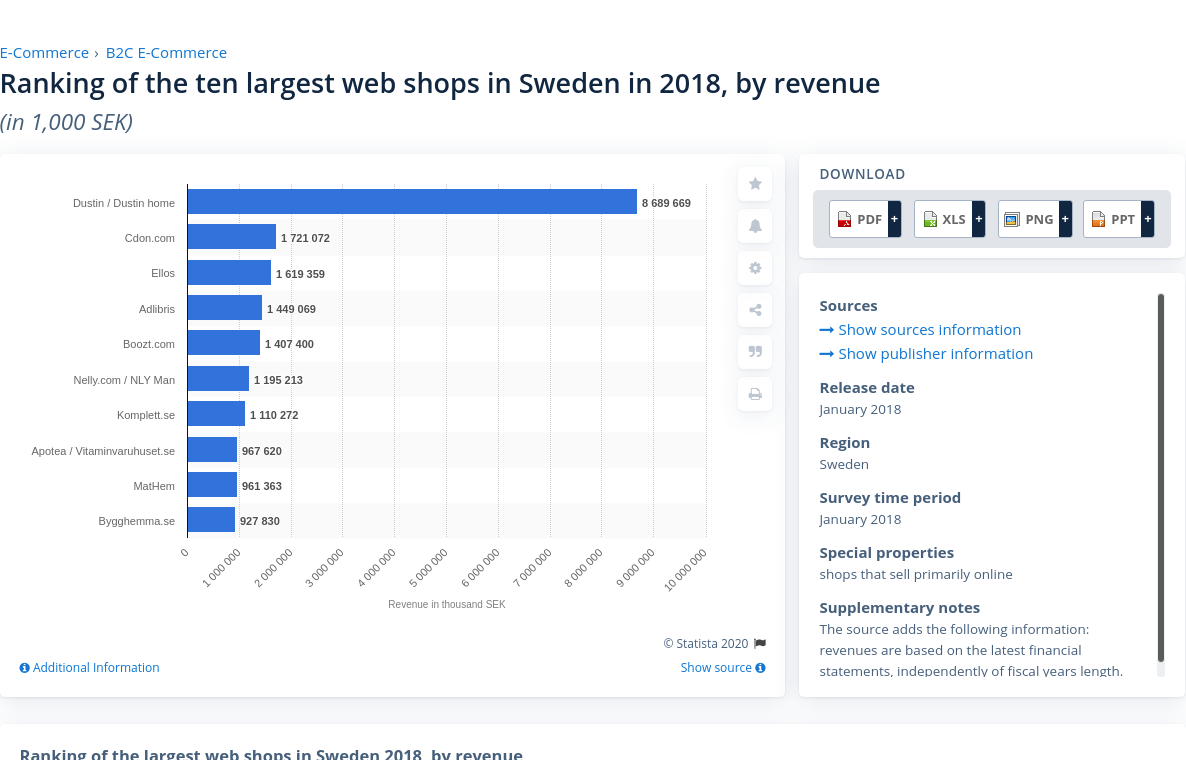 E-Commerce › B2C E-Commerce
Ranking of the ten largest web shops in Sweden in 2018, by revenue
(in 1,000 SEK)
Dustin / Dustin home 8 689 669
Cdon.com 1 721 072
Ellos 1 619 359
Adlibris 1 449 069
Boozt.com 1 407 400
Nelly.com / NLY Man 1 195 213
Komplett.se 1 110 272
Apotea / Vitaminvaruhuset.se 967 620
MatHem 961 363
Bygghemma.se 927 830
0 1 000 000 2 000 000 3 000 000 4 000 000 5 000 000 6 000 000 7 000 000 8 000 000 9 000 000 10 000 000
Revenue in thousand SEK
© Statista 2020
Additional Information
Show source
DOWNLOAD
PDF + XLS + PNG + PPT +
Sources
Show sources information
Show publisher information
Release date
January 2018
Region
Sweden
Survey time period
January 2018
Special properties
shops that sell primarily online
Supplementary notes
The source adds the following information:
revenues are based on the latest financial
statements, independently of fiscal years length.
Ranking of the largest web shops in Sweden 2018, by revenue